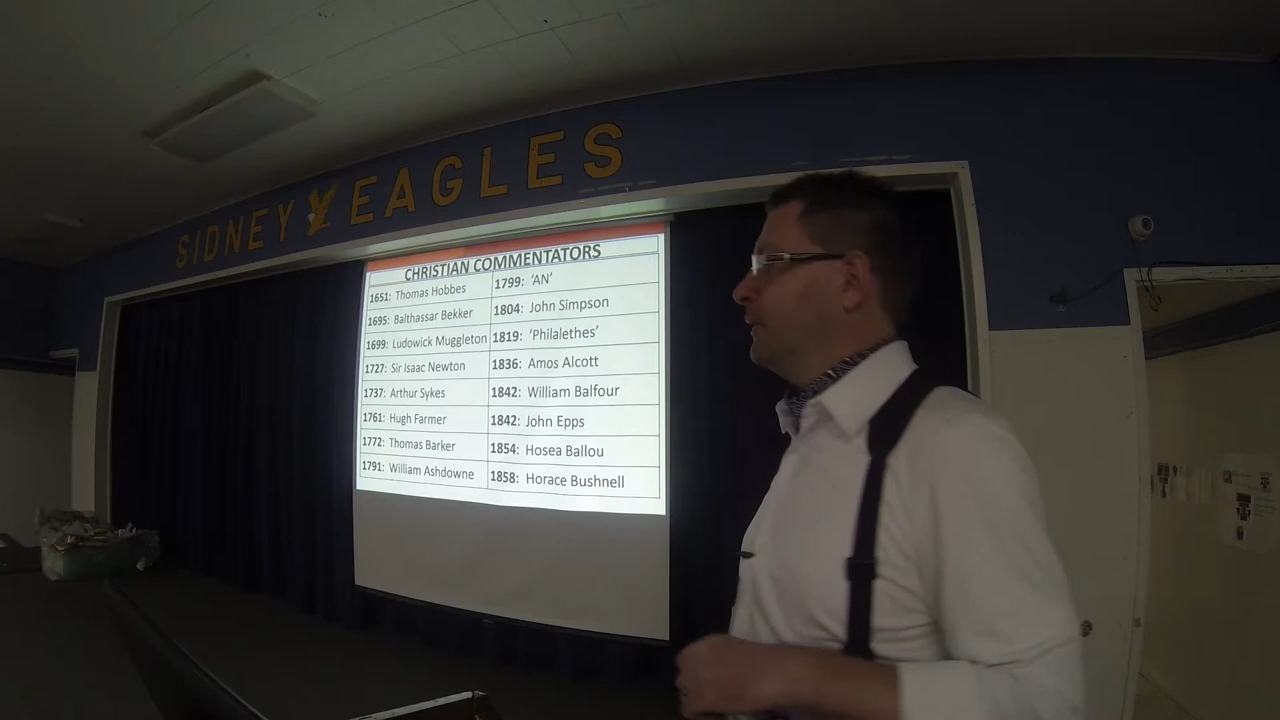 SIDNEY EAGLES
CHRISTIAN COMMENTATORS
1651: Thomas Hobbes
1695: Balthassar Bekker
1699: Ludowick Muggleton
1727: Sir Isaac Newton
1737: Arthur Sykes
1761: Hugh Farmer
1772: Thomas Barker
1791: William Ashdowne
1799: ‘AN’
1804: John Simpson
1819: ‘Philalethes’
1836: Amos Alcott
1842: William Balfour
1842: John Epps
1854: Hosea Ballou
1858: Horace Bushnell